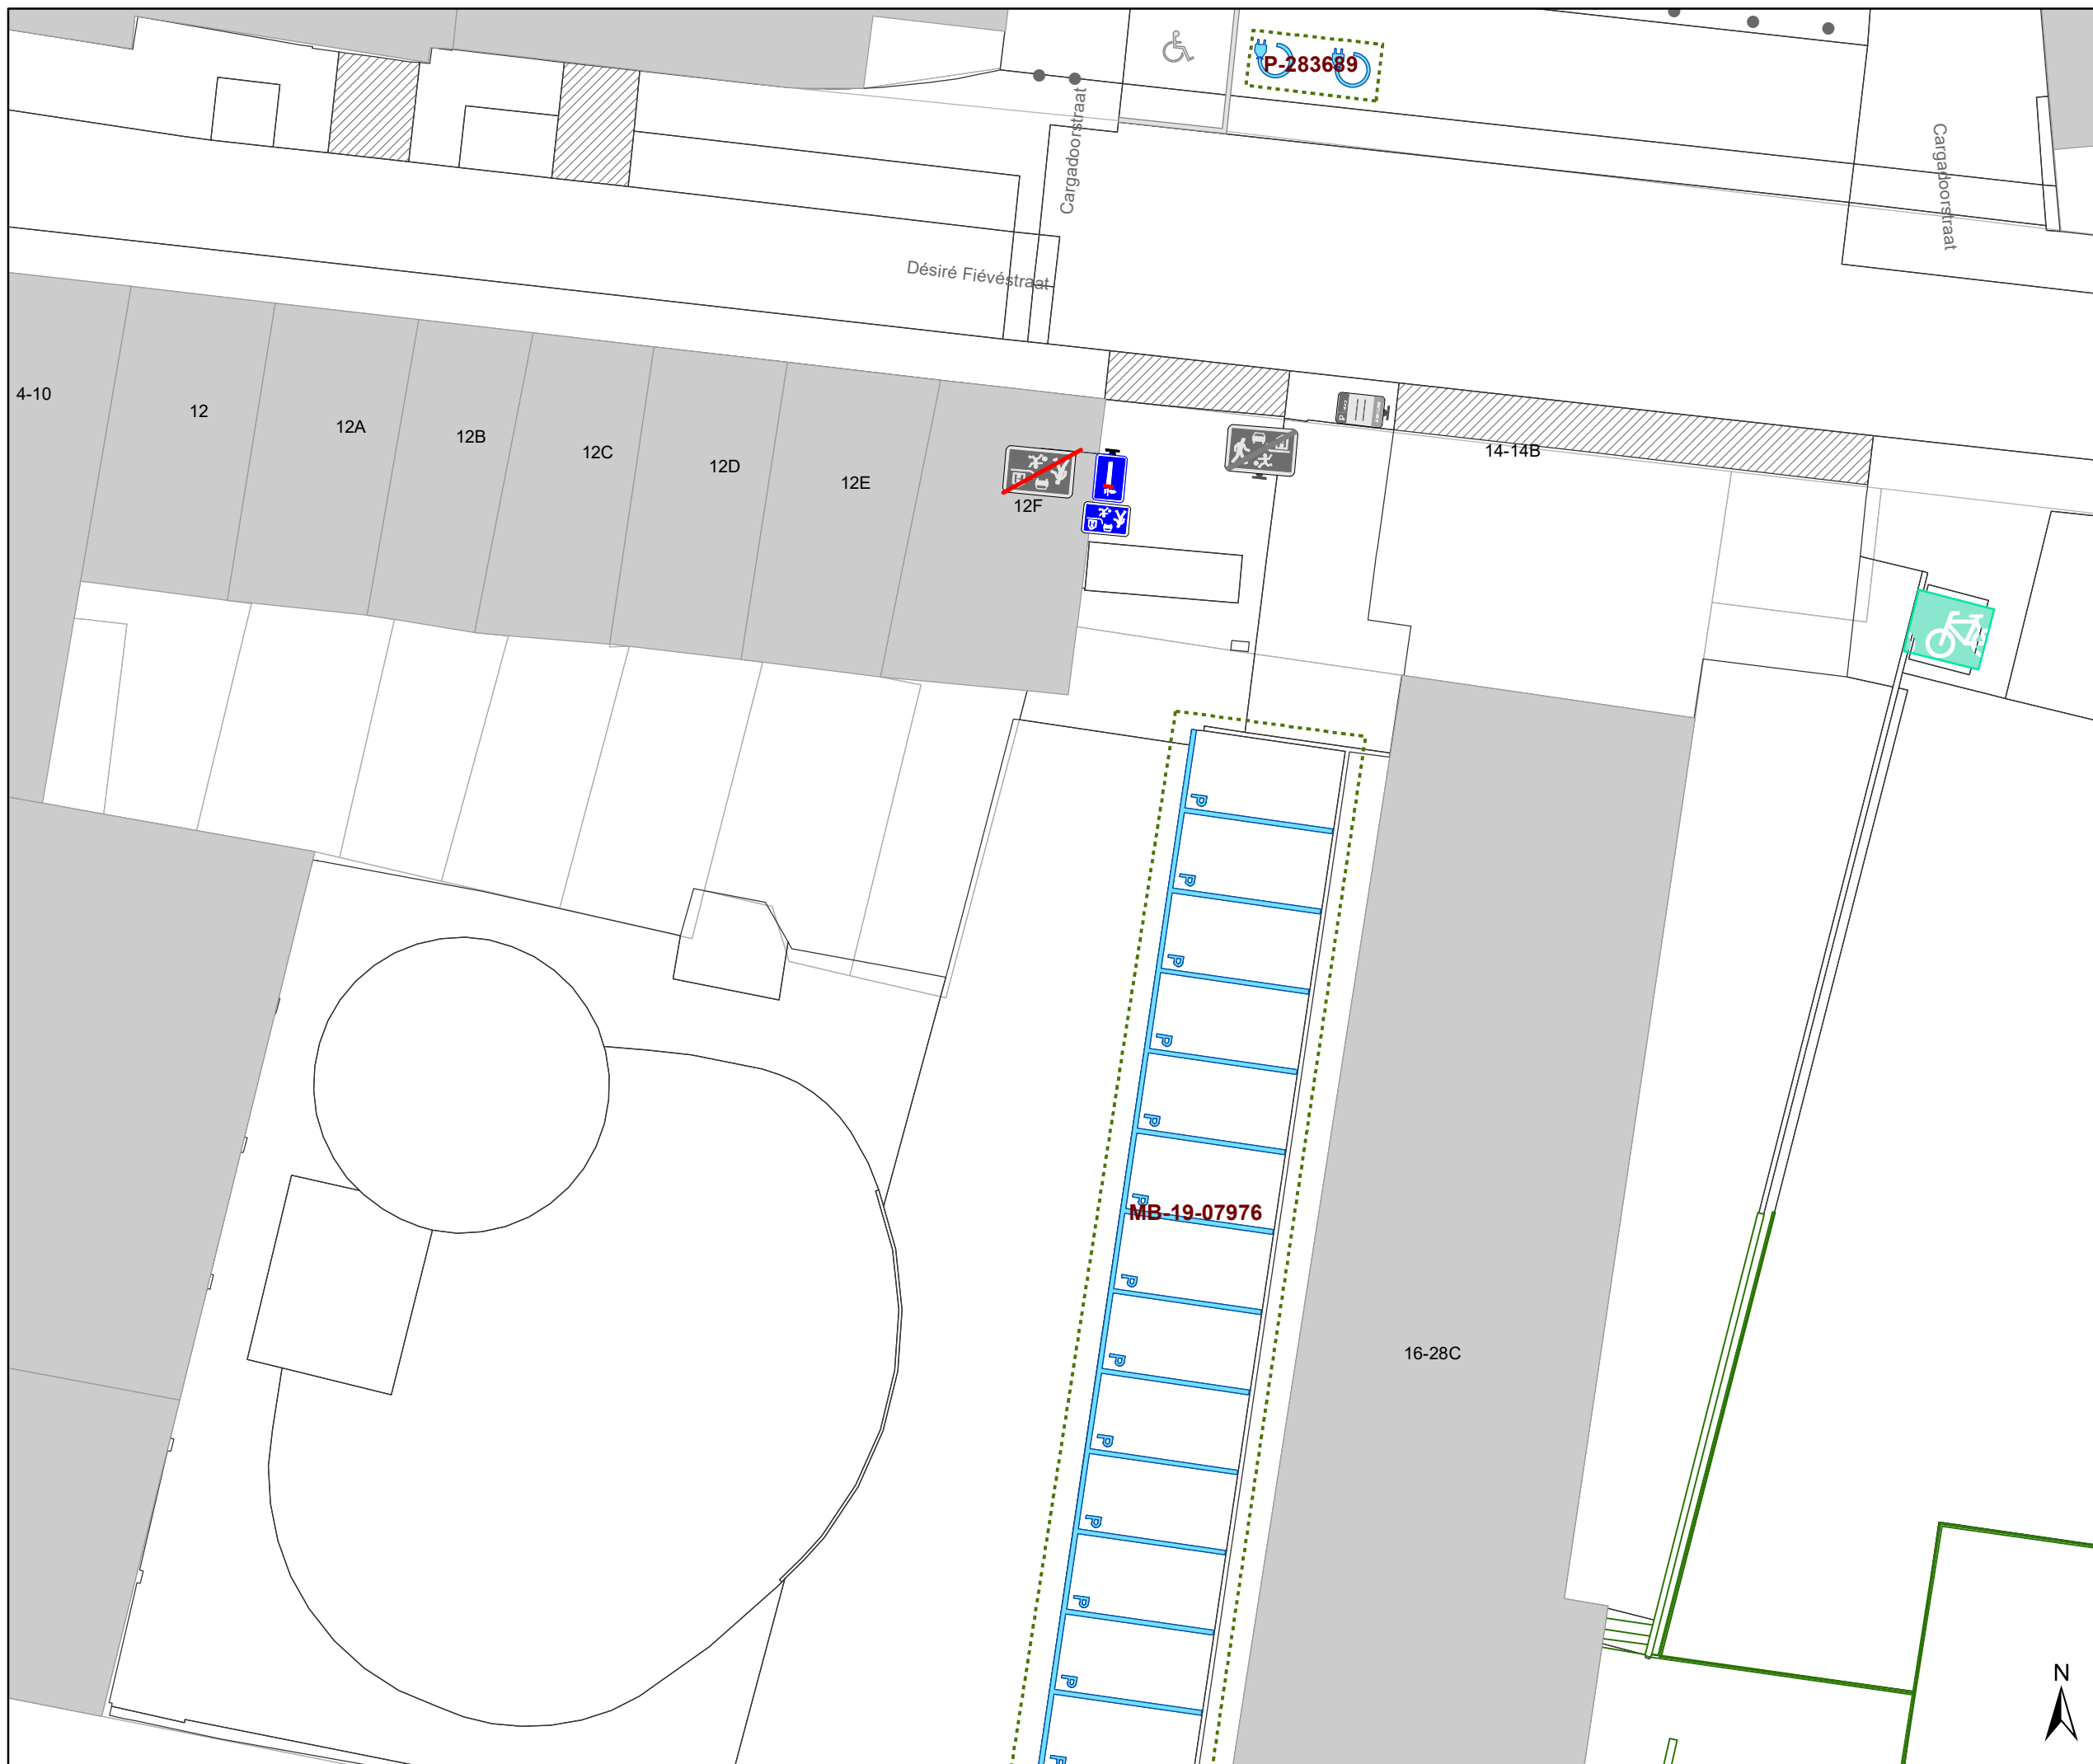 P-283689
Cargadoorstraat
Cargadoorstraat
Désiré Fiévéstraat
4-10
12
12A
12B
12C
12D
12E
12F
14-14B
P
P
P
P
P
P
MB-19-07976
P
P
P
P
P
P
P
16-28C
N